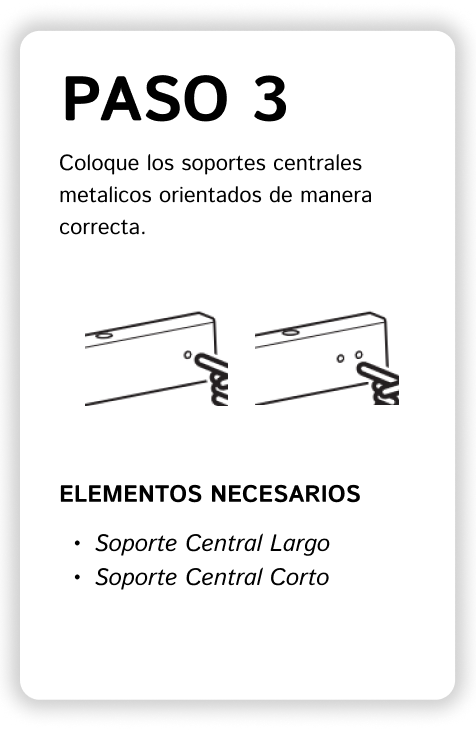 PASO 3
Coloque los soportes centrales
metalicos orientados de manera
correcta.
ELEMENTOS NECESARIOS
• Soporte Central Largo
• Soporte Central Corto